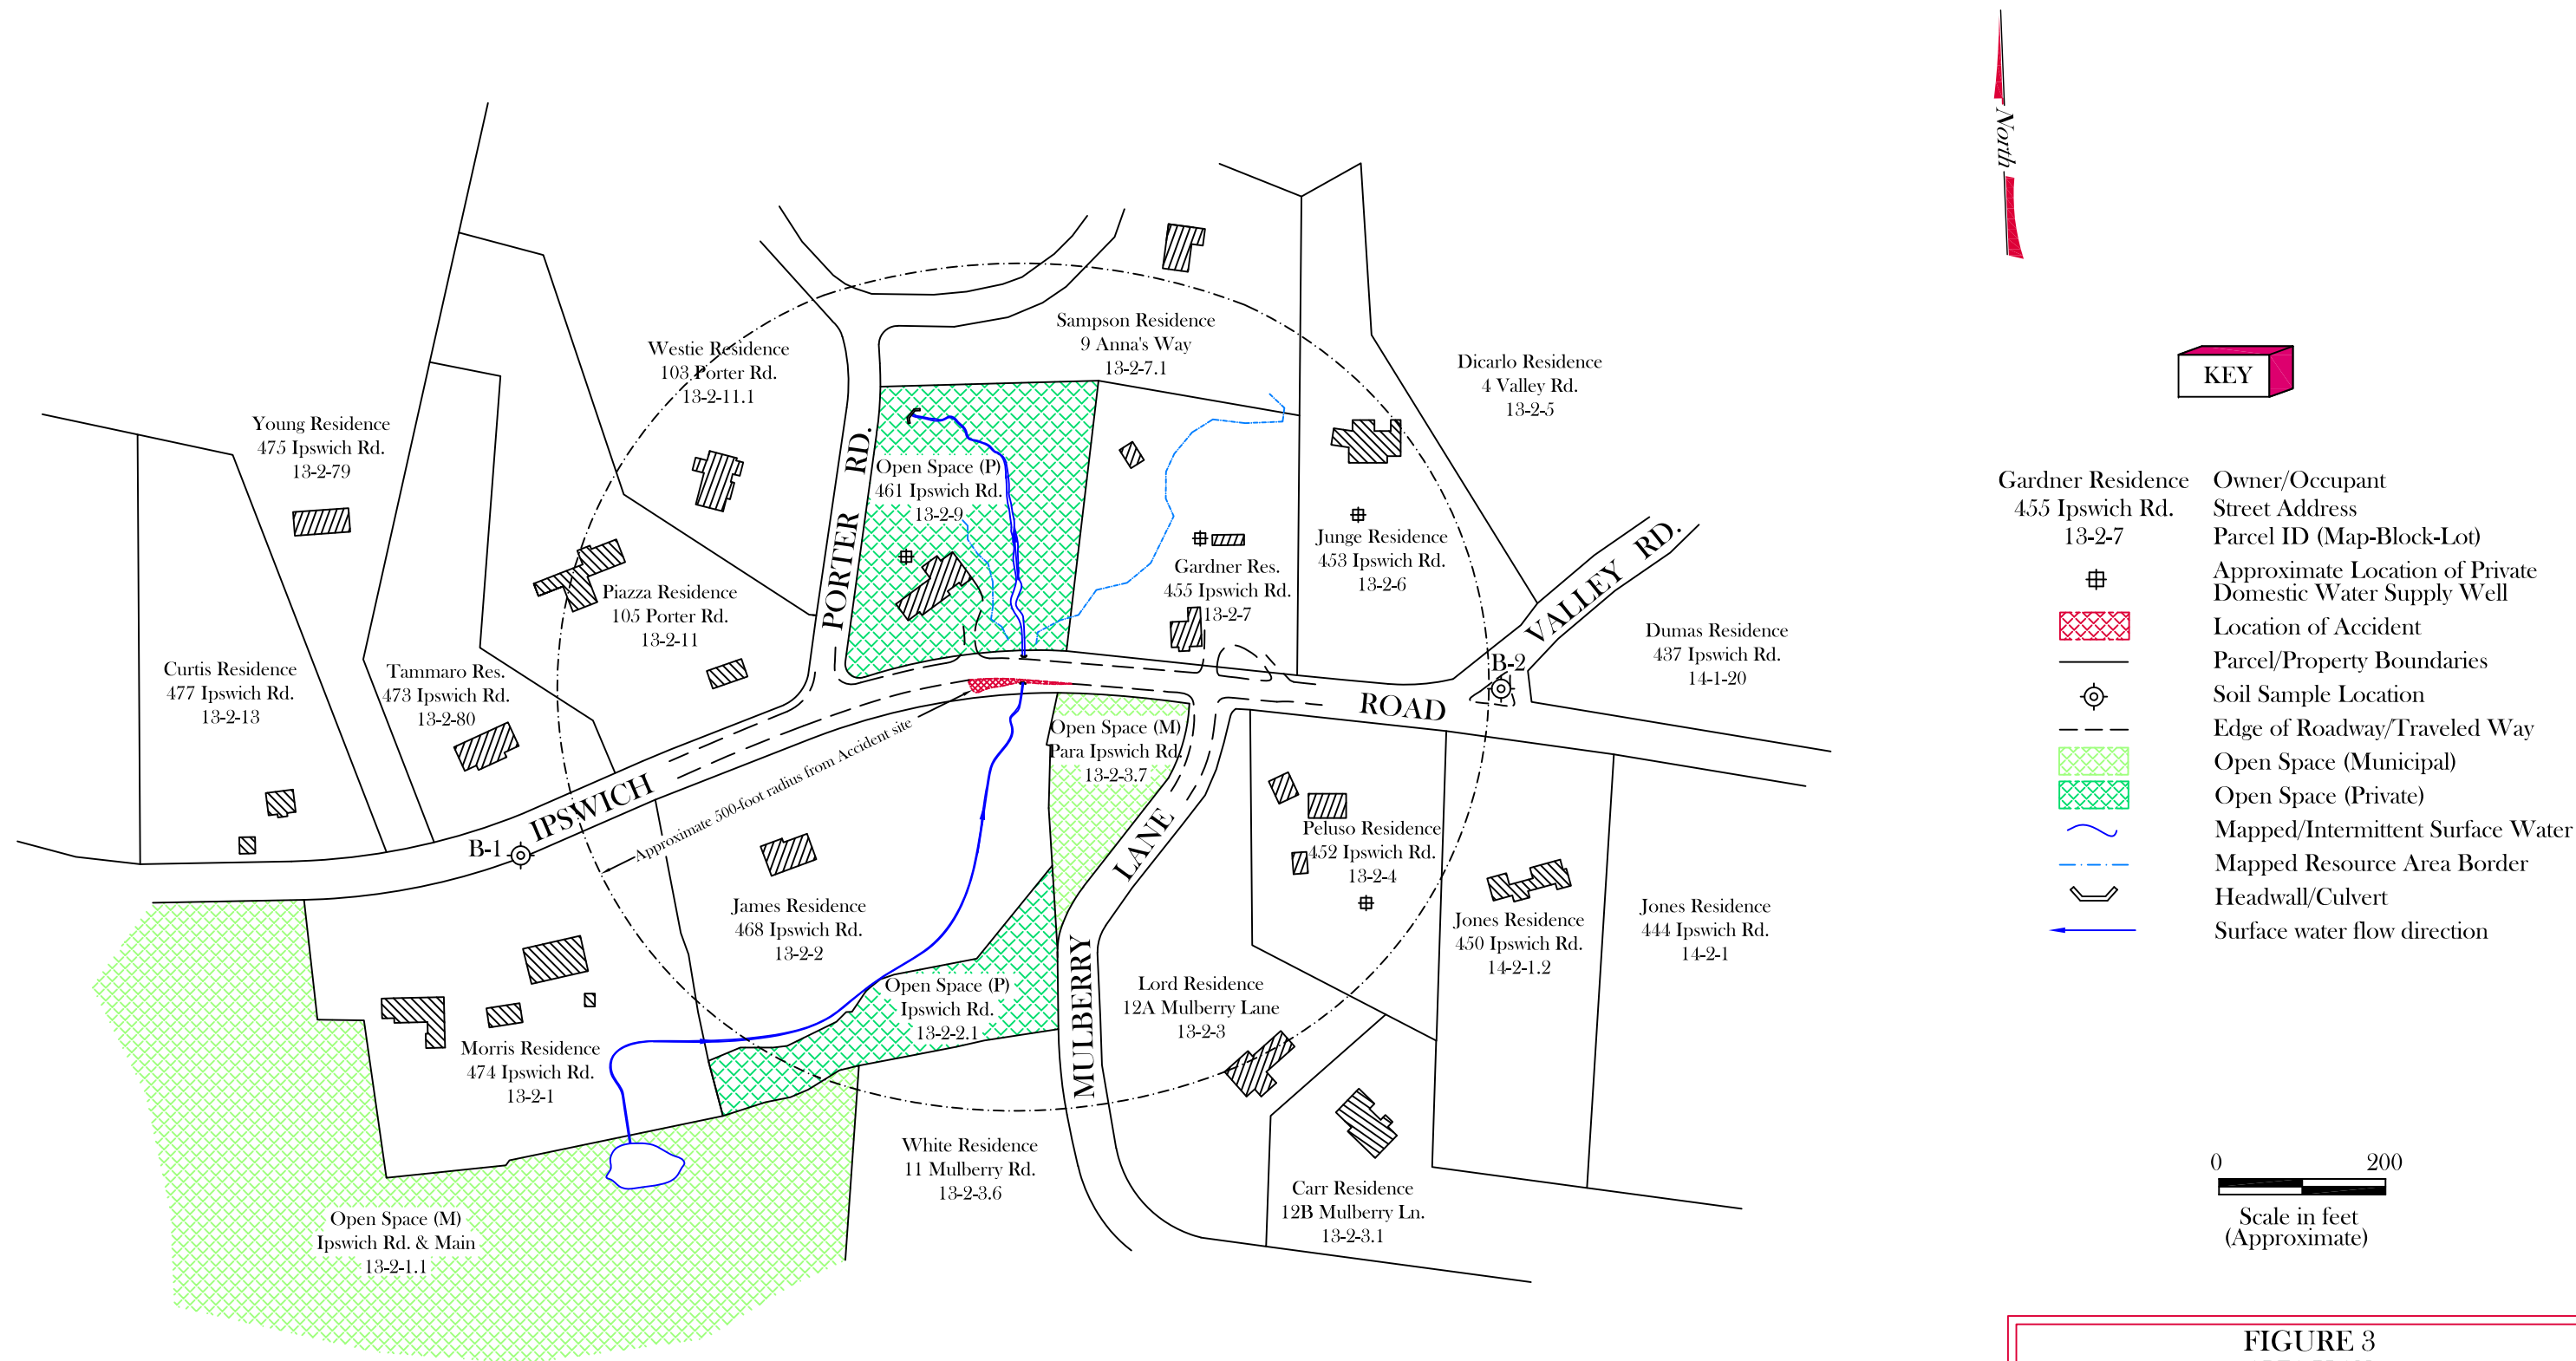 North
Sampson Residence
9 Anna's Way
13-2-7.1
Westie Residence
103 Porter Rd.
13-2-11.1
Dicarlo Residence
4 Valley Rd.
13-2-5
Young Residence
475 Ipswich Rd.
13-2-79
PORTER RD.
Open Space (P)
461 Ipswich Rd.
13-2-9
Junge Residence
453 Ipswich Rd.
13-2-6
Gardner Res.
455 Ipswich Rd.
13-2-7
VALLEY RD.
Piazza Residence
105 Porter Rd.
13-2-11
Dumas Residence
437 Ipswich Rd.
14-1-20
Curtis Residence
477 Ipswich Rd.
13-2-13
Tammaro Res.
473 Ipswich Rd.
13-2-80
B-2
IPSWICH ROAD
Open Space (M)
Para Ipswich Rd.
13-2-3.7
Approximate 500-foot radius from Accident site
B-1
MULBERRY LANE
Peluso Residence
452 Ipswich Rd.
13-2-4
James Residence
468 Ipswich Rd.
13-2-2
Jones Residence
450 Ipswich Rd.
14-2-1.2
Jones Residence
444 Ipswich Rd.
14-2-1
Open Space (P)
Ipswich Rd.
13-2-2.1
Lord Residence
12A Mulberry Lane
13-2-3
Morris Residence
474 Ipswich Rd.
13-2-1
White Residence
11 Mulberry Rd.
13-2-3.6
Carr Residence
12B Mulberry Ln.
13-2-3.1
Open Space (M)
Ipswich Rd. & Main
13-2-1.1
KEY
Gardner Residence Owner/Occupant
455 Ipswich Rd. Street Address
13-2-7 Parcel ID (Map-Block-Lot)
Approximate Location of Private
Domestic Water Supply Well
Location of Accident
Parcel/Property Boundaries
Soil Sample Location
Edge of Roadway/Traveled Way
Open Space (Municipal)
Open Space (Private)
Mapped/Intermittent Surface Water
Mapped Resource Area Border
Headwall/Culvert
Surface water flow direction
0 200
Scale in feet
(Approximate)
FIGURE 3